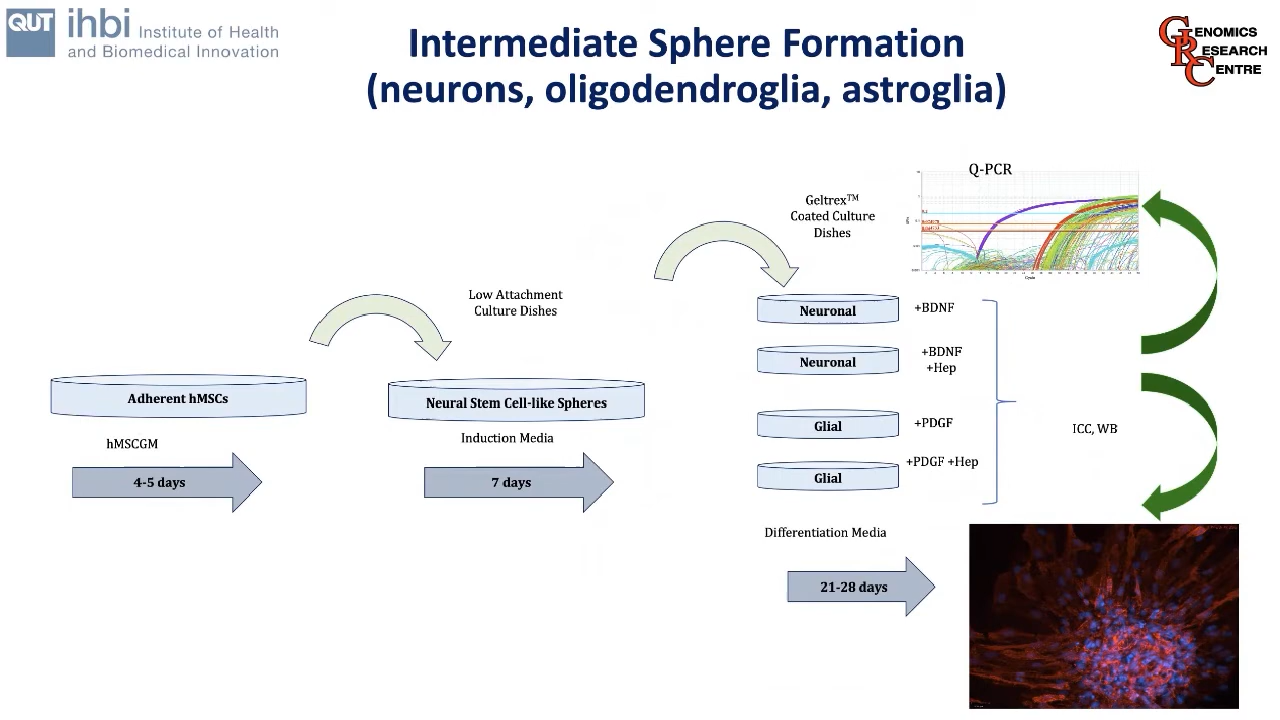 QUT ihbi Institute of Health
and Biomedical Innovation
Intermediate Sphere Formation
(neurons, oligodendroglia, astroglia)
GENOMICS
RESEARCH
CENTRE
Q-PCR
Geltrex™
Coated Culture
Dishes
Low Attachment
Culture Dishes
Neuronal
+BDNF
Neuronal
+BDNF
+Hep
Adherent hMSCs
Neural Stem Cell-like Spheres
Glial
+PDGF
ICC, WB
hMSCGM
Induction Media
Glial
+PDGF +Hep
4-5 days
7 days
Differentiation Media
21-28 days